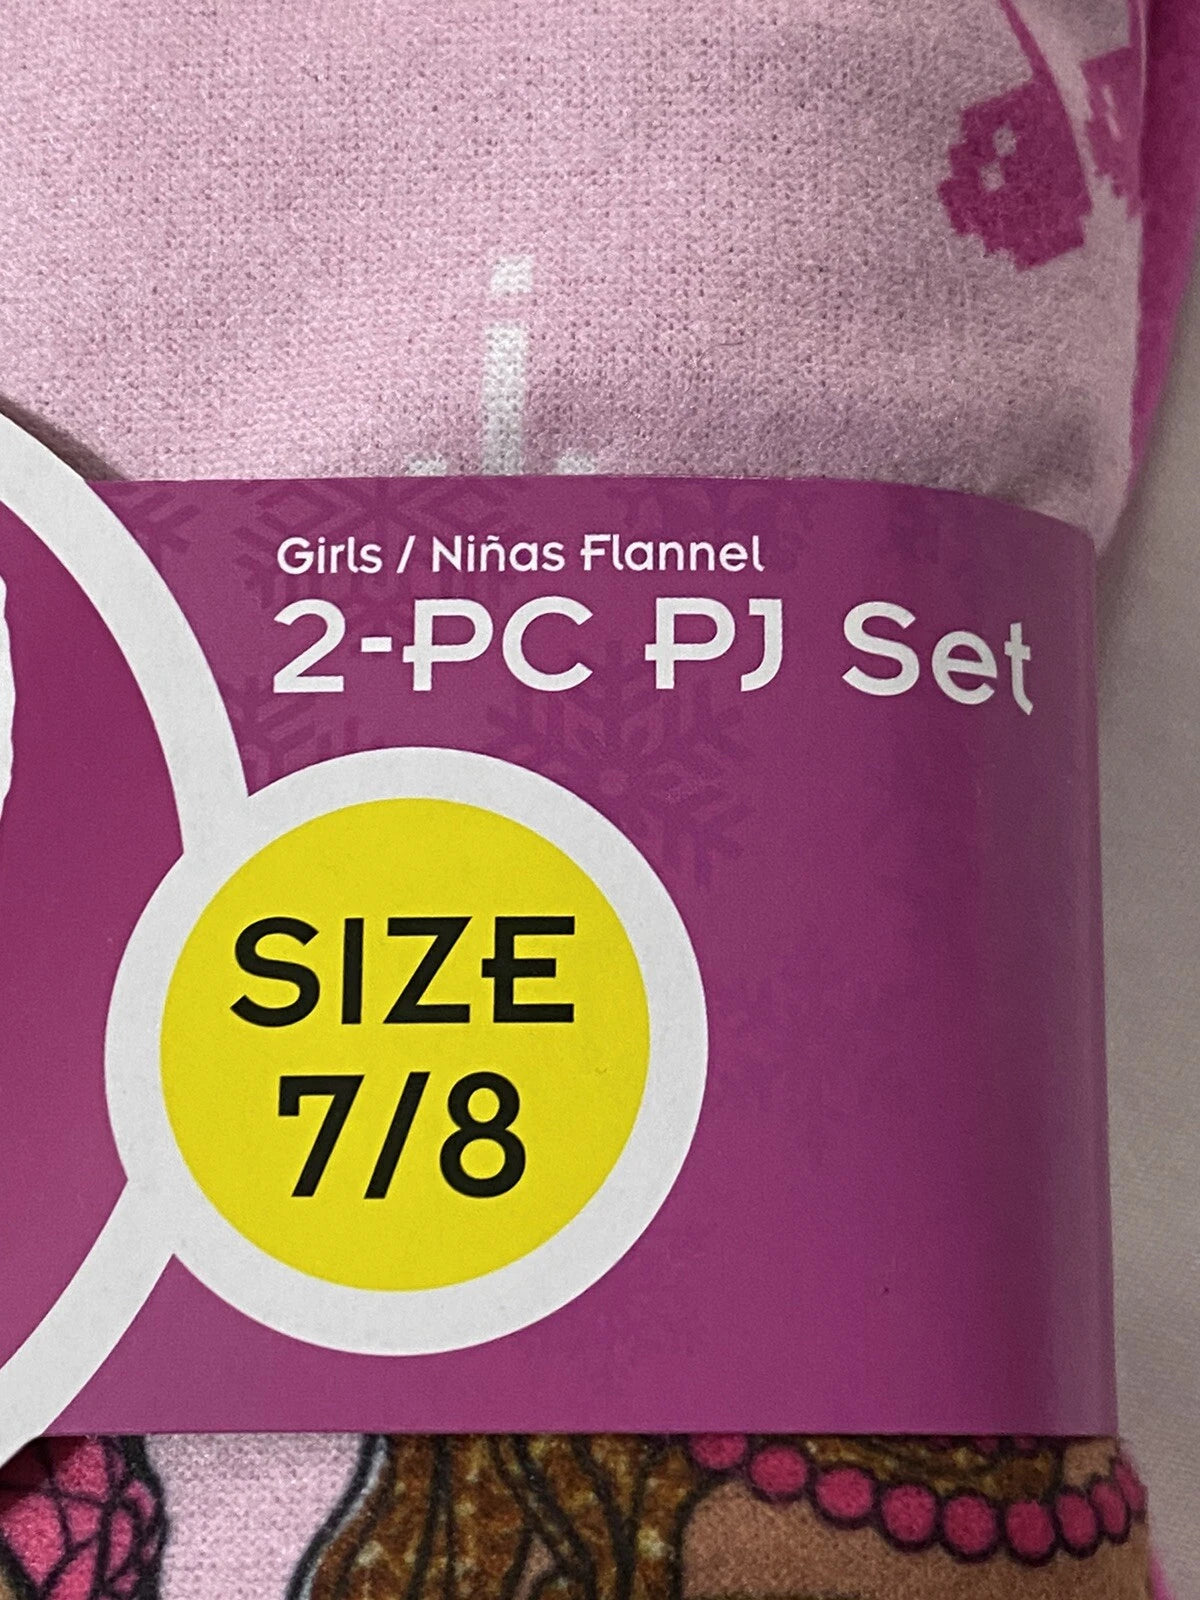 Girls / Niñas Flannel
2-PC PJ Set
SIZE
7/8